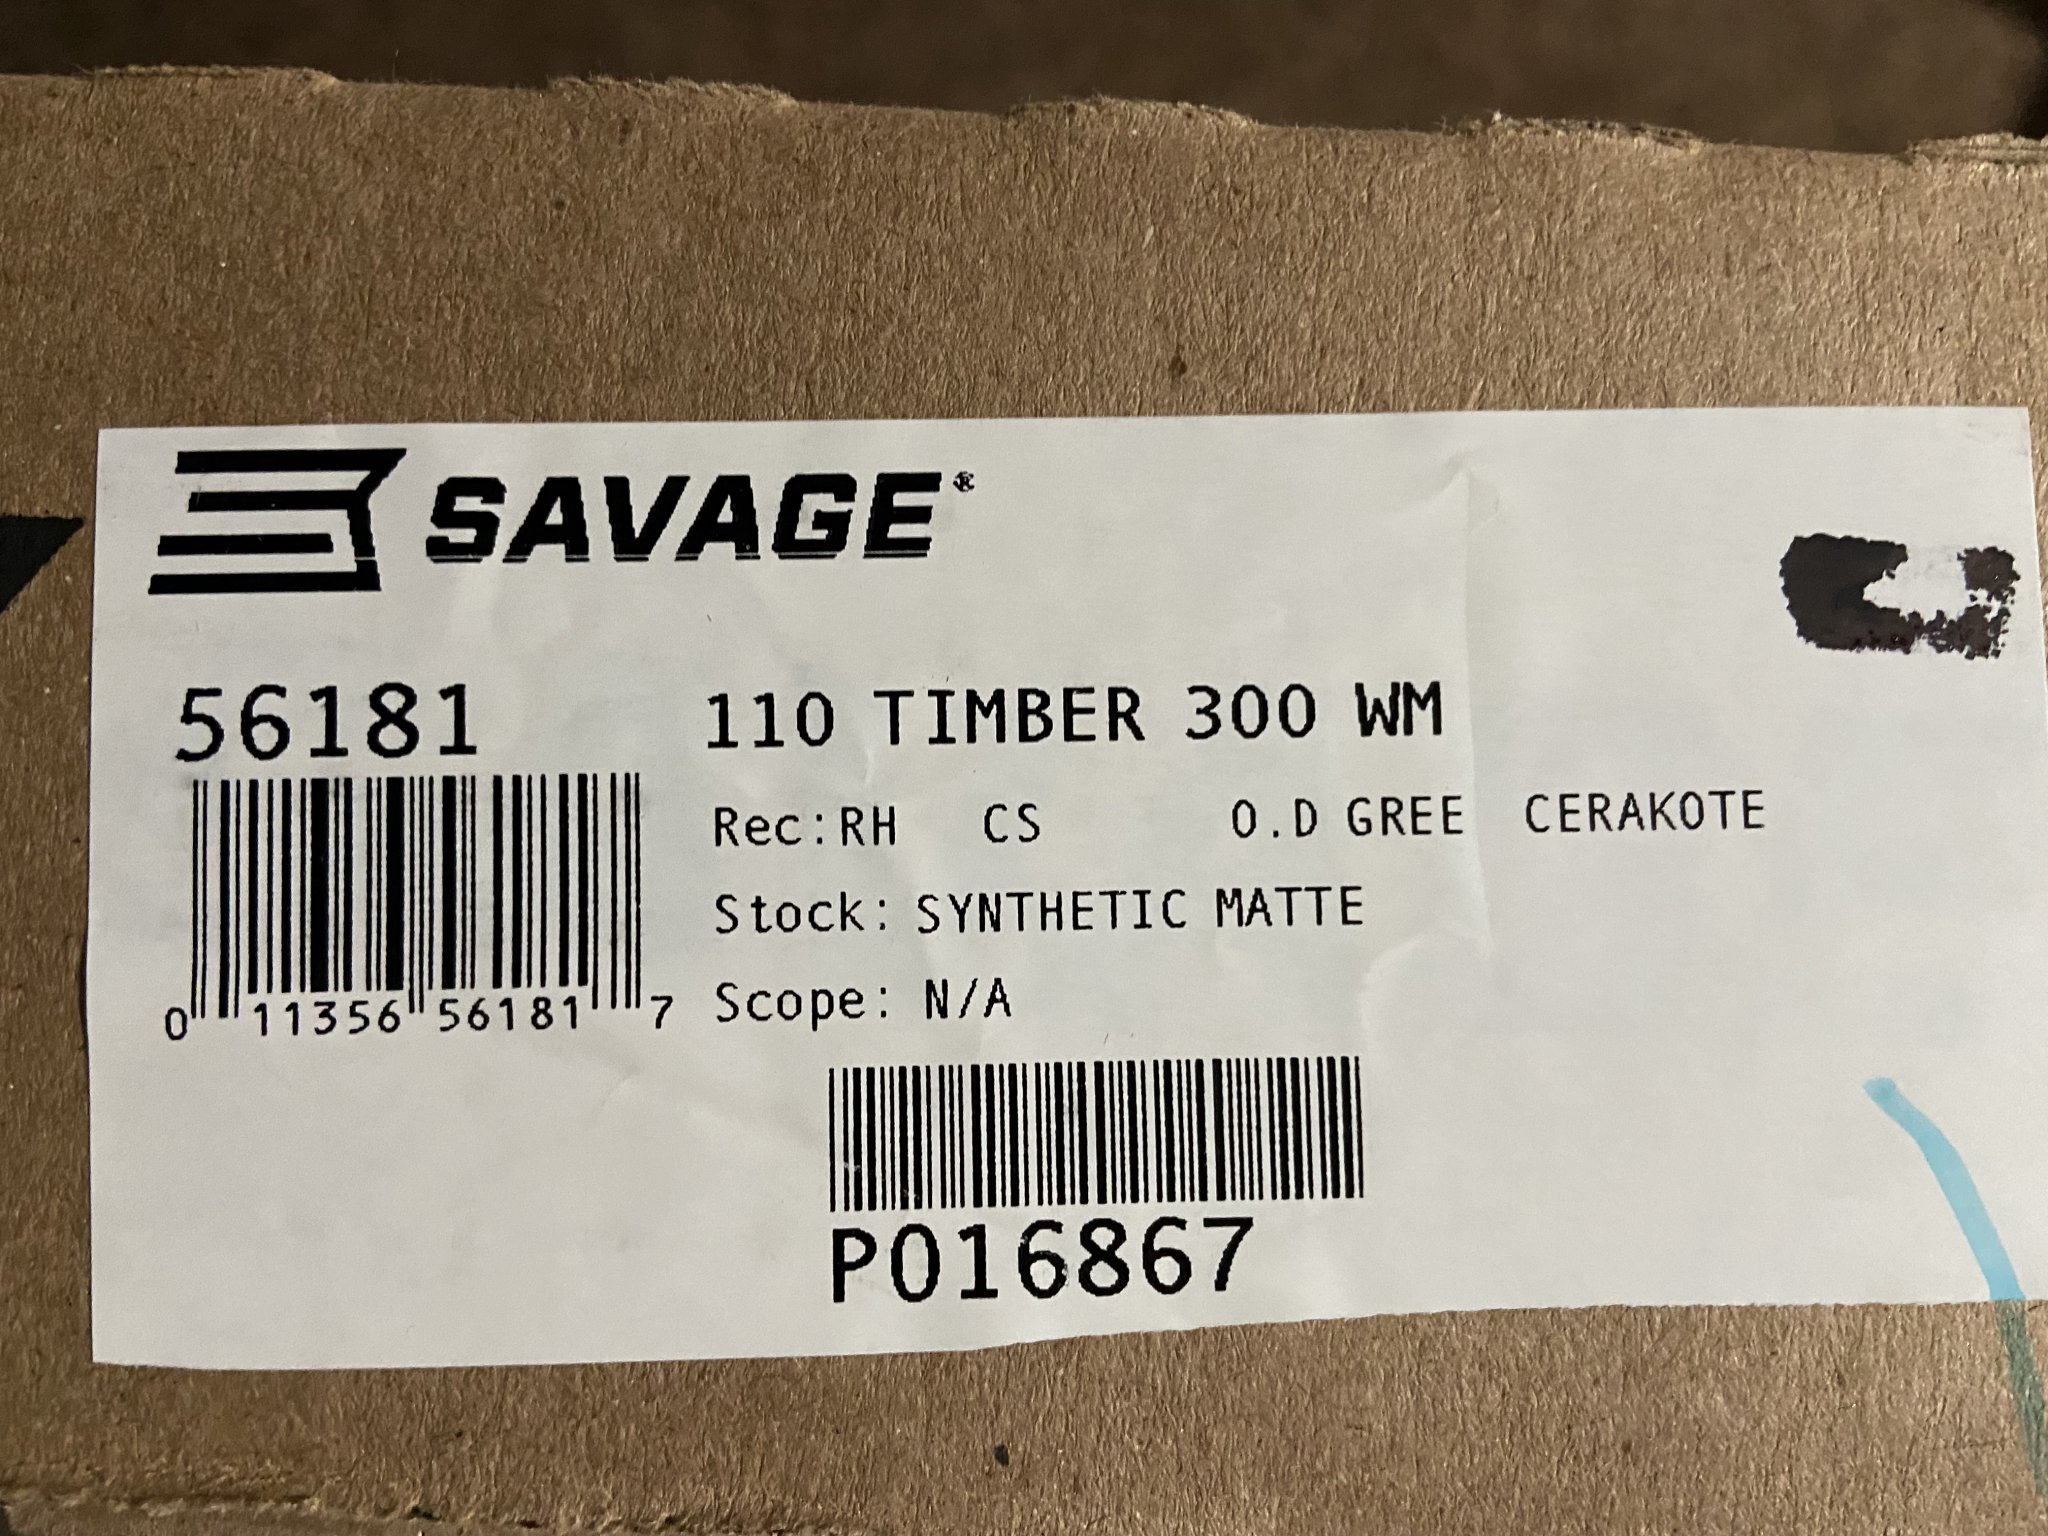 SAVAGE®
56181 110 TIMBER 300 WM
Rec:RH CS O.D GREE CERAKOTE
Stock: SYNTHETIC MATTE
Scope: N/A
0 11356 56181 7
P016867